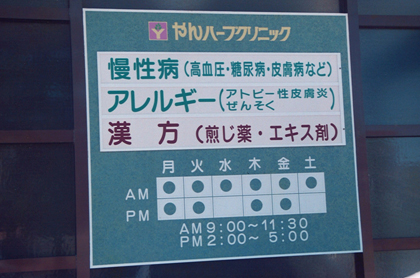 Y やんハーブクリニック
慢性病（高血圧・糖尿病・皮膚病など）
アレルギー（アトピー性皮膚炎
ぜんそく）
漢方（煎じ薬・エキス剤）
月 火 水 木 金 土
AM ● ● ● ● ● ●
PM ● ● ● ●
AM 9:00〜11:30
PM 2:00〜 5:00